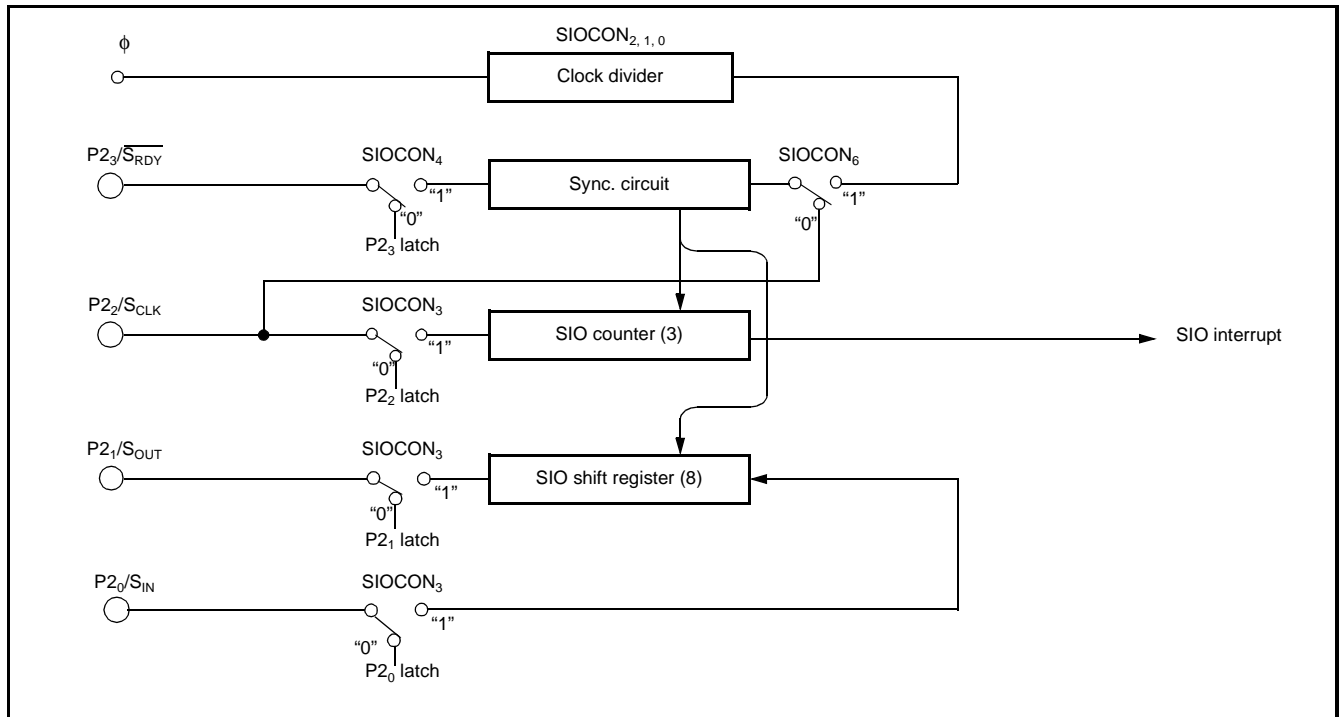 ϕ
SIOCON2, 1, 0
Clock divider
P23/S̅R̅D̅Y̅
SIOCON4
“1”
“0”
P23 latch
Sync. circuit
SIOCON6
“1”
“0”
P22/SCLK
SIOCON3
“1”
“0”
P22 latch
SIO counter (3)
SIO interrupt
P21/SOUT
SIOCON3
“1”
“0”
P21 latch
SIO shift register (8)
P20/SIN
SIOCON3
“1”
“0”
P20 latch